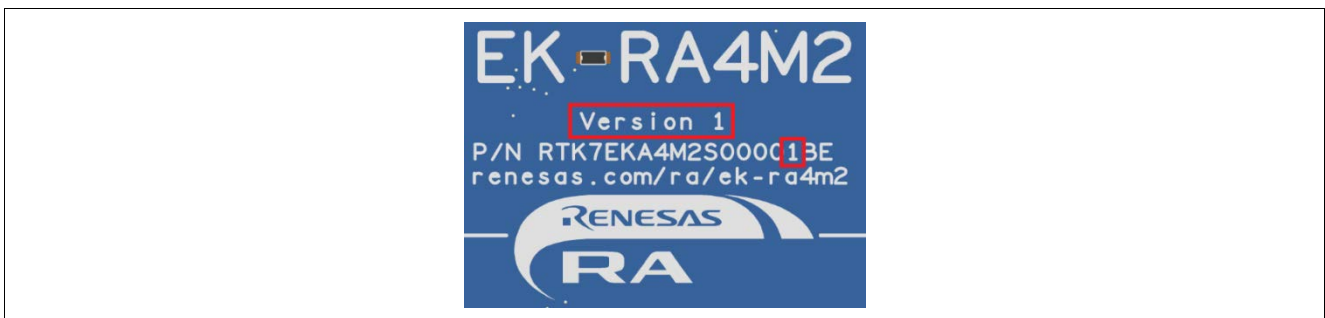 EK-RA4M2
Version 1
P/N RTK7EKA4M2S00001BE
renesas.com/ra/ek-ra4m2
RENESAS
RA